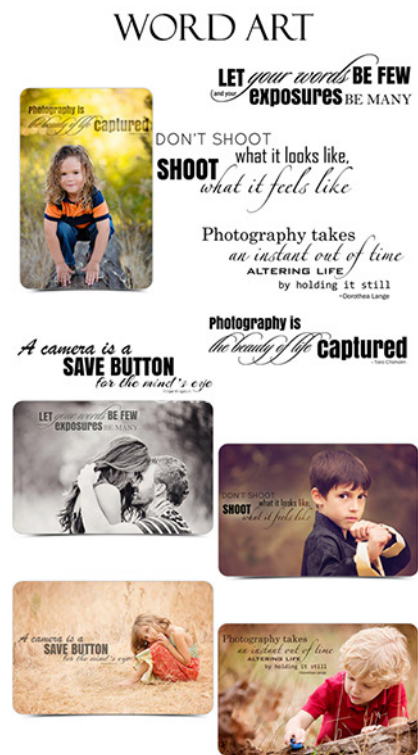 WORD ART
LET your words BE FEW
(and your) exposures BE MANY
Photography is
the beauty of life captured
DON'T SHOOT
SHOOT what it looks like,
what it feels like
Photography takes
an instant out of time
ALTERING LIFE
by holding it still
~Dorothea Lange
Photography is
the beauty of life captured
~ Tara Chisholm
A camera is a
SAVE BUTTON
for the mind's eye
LET your words BE FEW
exposures BE MANY
DON'T SHOOT
SHOOT what it looks like,
what it feels like
A camera is a
SAVE BUTTON
for the mind's eye
Photography takes
an instant out of time
ALTERING LIFE
by holding it still
~Dorothea Lange